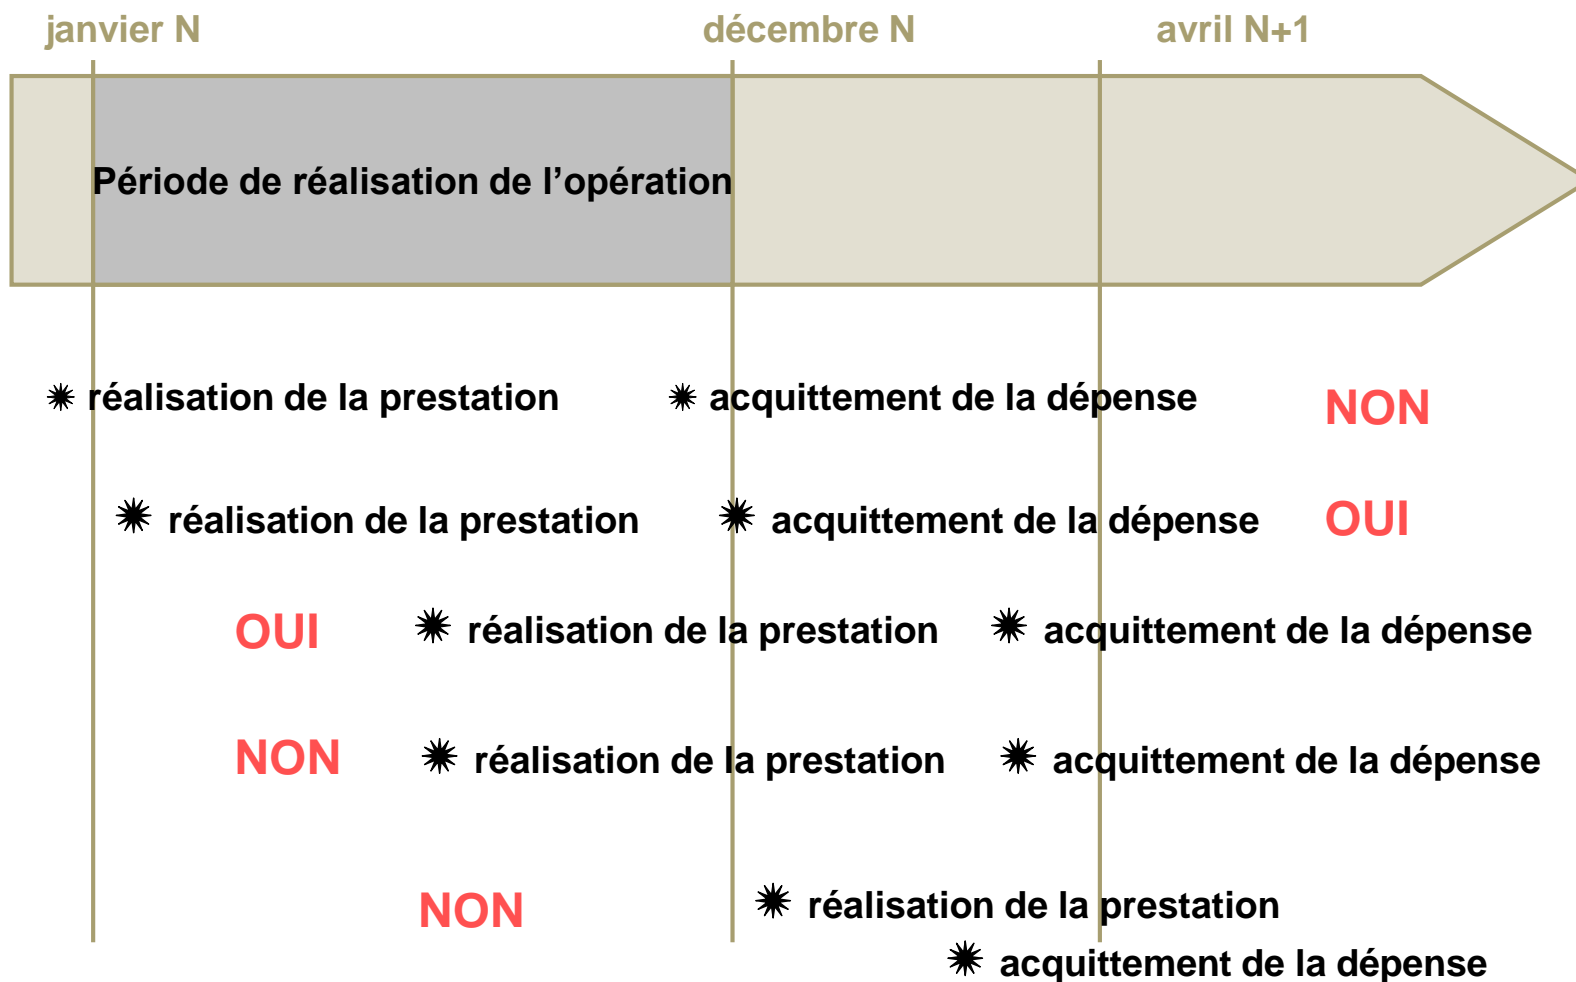 janvier N décembre N avril N+1
Période de réalisation de l’opération
réalisation de la prestation acquittement de la dépense NON
réalisation de la prestation acquittement de la dépense OUI
OUI réalisation de la prestation acquittement de la dépense
NON réalisation de la prestation acquittement de la dépense
NON réalisation de la prestation
acquittement de la dépense